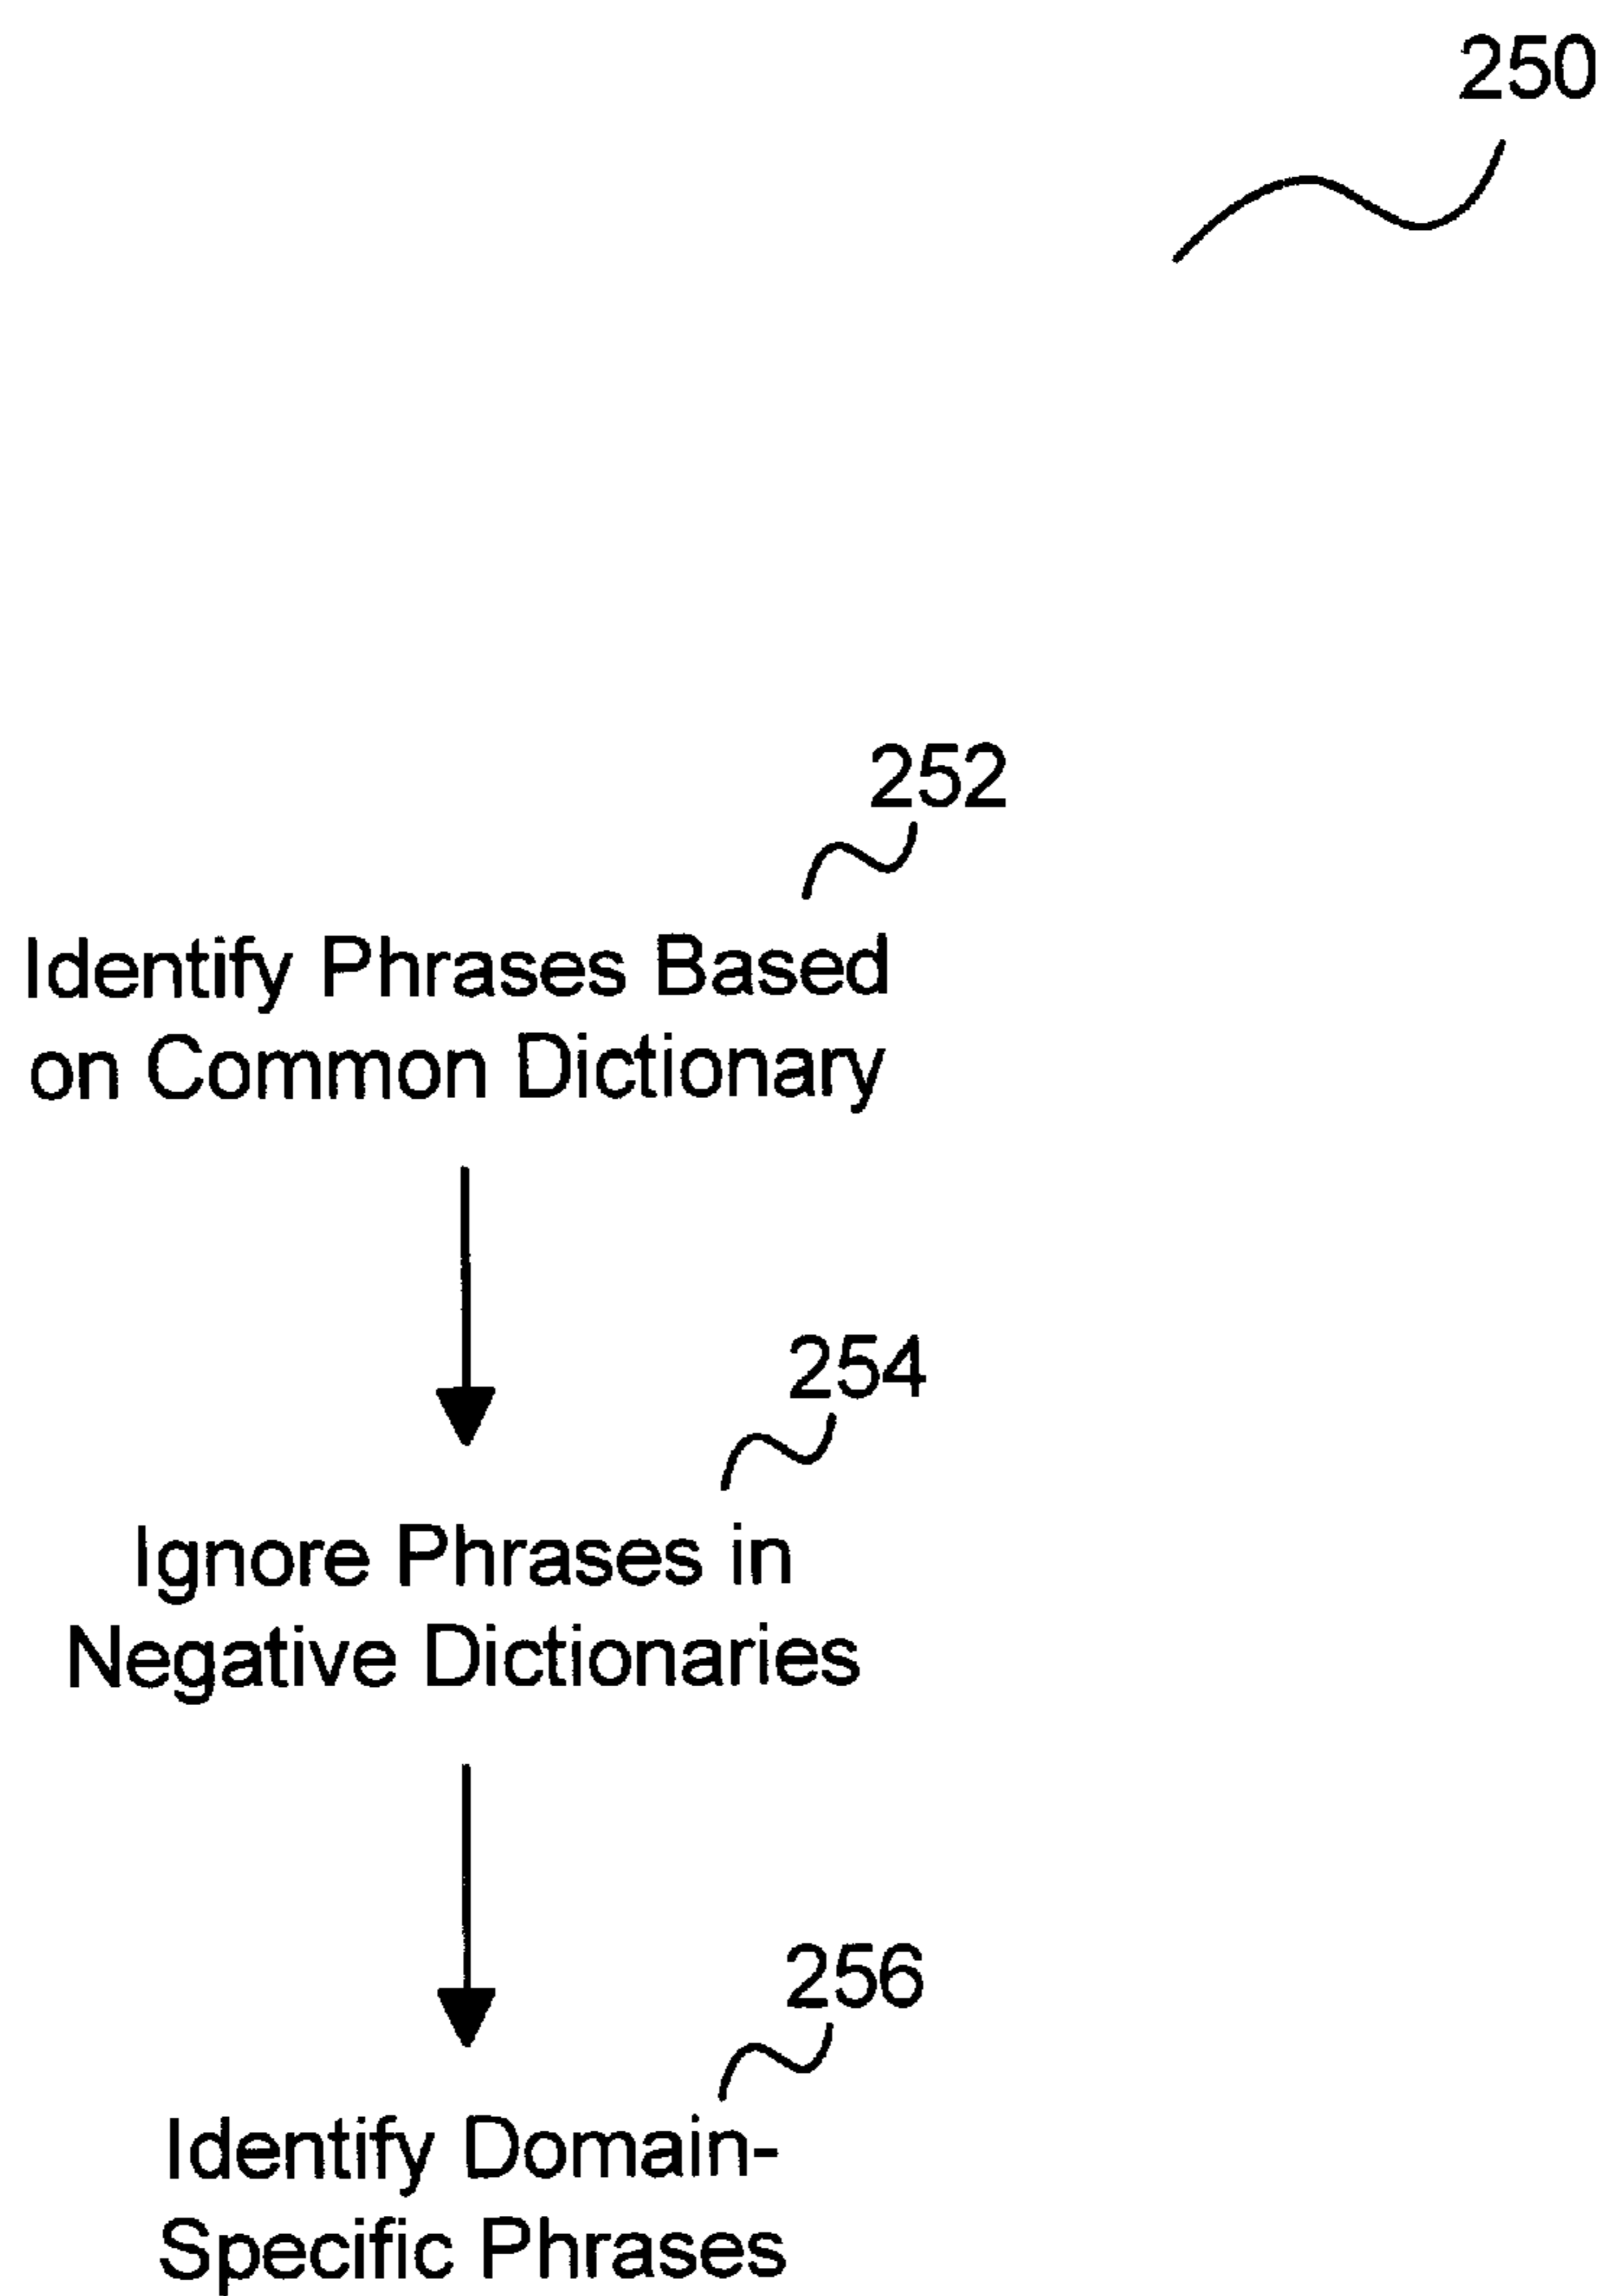 250
252
Identify Phrases Based
on Common Dictionary
254
Ignore Phrases in
Negative Dictionaries
256
Identify Domain-
Specific Phrases